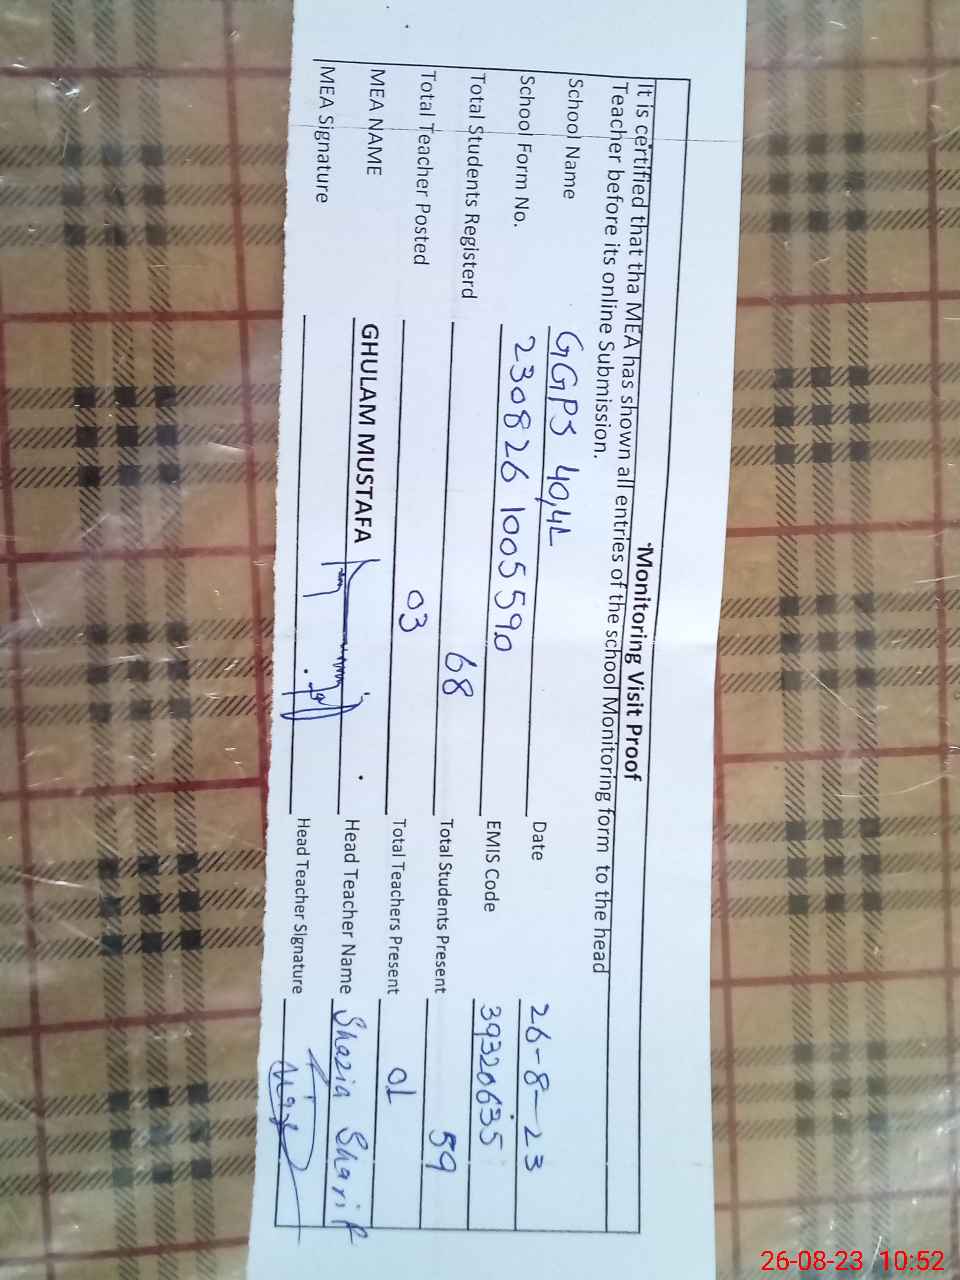 "Monitoring Visit Proof
It is certified that tha MEA has shown all entries of the school Monitoring form to the head
Teacher before its online Submission.
School Name GGPS 40,41 Date 26-8-23
School Form No. 230826 1005590 EMIS Code 39320635
Total Students Registerd 68 Total Students Present 59
Total Teacher Posted 03 Total Teachers Present 01
MEA NAME GHULAM MUSTAFA Head Teacher Name Shazia Sharif
MEA Signature Head Teacher Signature
26-08-23 10:52